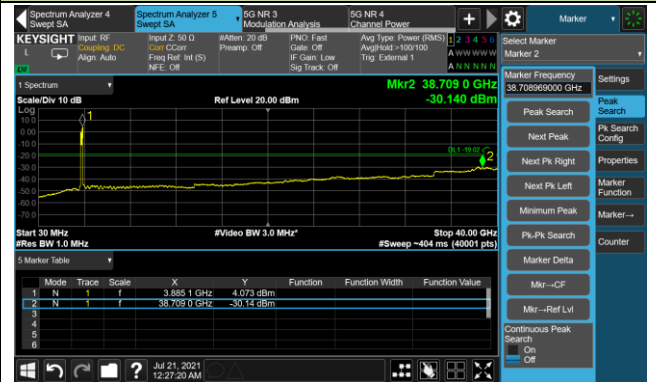 Spectrum Analyzer 4
Swept SA
Spectrum Analyzer 5
Swept SA
5G NR 3
Modulation Analysis
5G NR 4
Channel Power
Marker
KEYSIGHT
L
Input: RF
Coupling: DC
Align: Auto
Input Z: 50 Ω
Corr CCorr
Freq Ref: Int (S)
NFE: Off
#Atten: 20 dB
Preamp: Off
PNO: Fast
Gate: Off
IF Gain: Low
Sig Track: Off
Avg Type: Power (RMS)
Avg|Hold:>100/100
Trig: External 1
1 2 3 4 5 6
A W W W W W
A N N N N N
Select Marker
Marker 2
1 Spectrum
Scale/Div 10 dB
Ref Level 20.00 dBm
Mkr2 38.709 0 GHz
-30.140 dBm
Log
10.0
0.00
-10.0
-20.0
-30.0
-40.0
-50.0
-60.0
-70.0
1
DL1 -19.02
2
Start 30 MHz
#Res BW 1.0 MHz
#Video BW 3.0 MHz*
Stop 40.00 GHz
#Sweep ~404 ms (40001 pts)
5 Marker Table
Mode Trace Scale X Y Function Function Width Function Value
1 N 1 f 3.885 1 GHz 4.073 dBm
2 N 1 f 38.709 0 GHz -30.14 dBm
3
4
5
6
Marker Frequency
38.708969000 GHz
Peak Search
Next Peak
Next Pk Right
Next Pk Left
Minimum Peak
Pk-Pk Search
Marker Delta
Mkr→CF
Mkr→Ref Lvl
Continuous Peak Search
On
Off
Settings
Peak Search
Pk Search Config
Properties
Marker Function
Marker→
Counter
Jul 21, 2021
12:27:20 AM